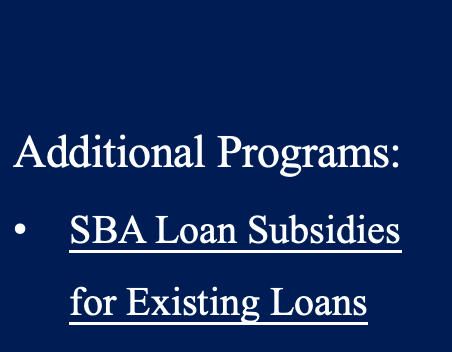 Additional Programs:
• SBA Loan Subsidies
for Existing Loans